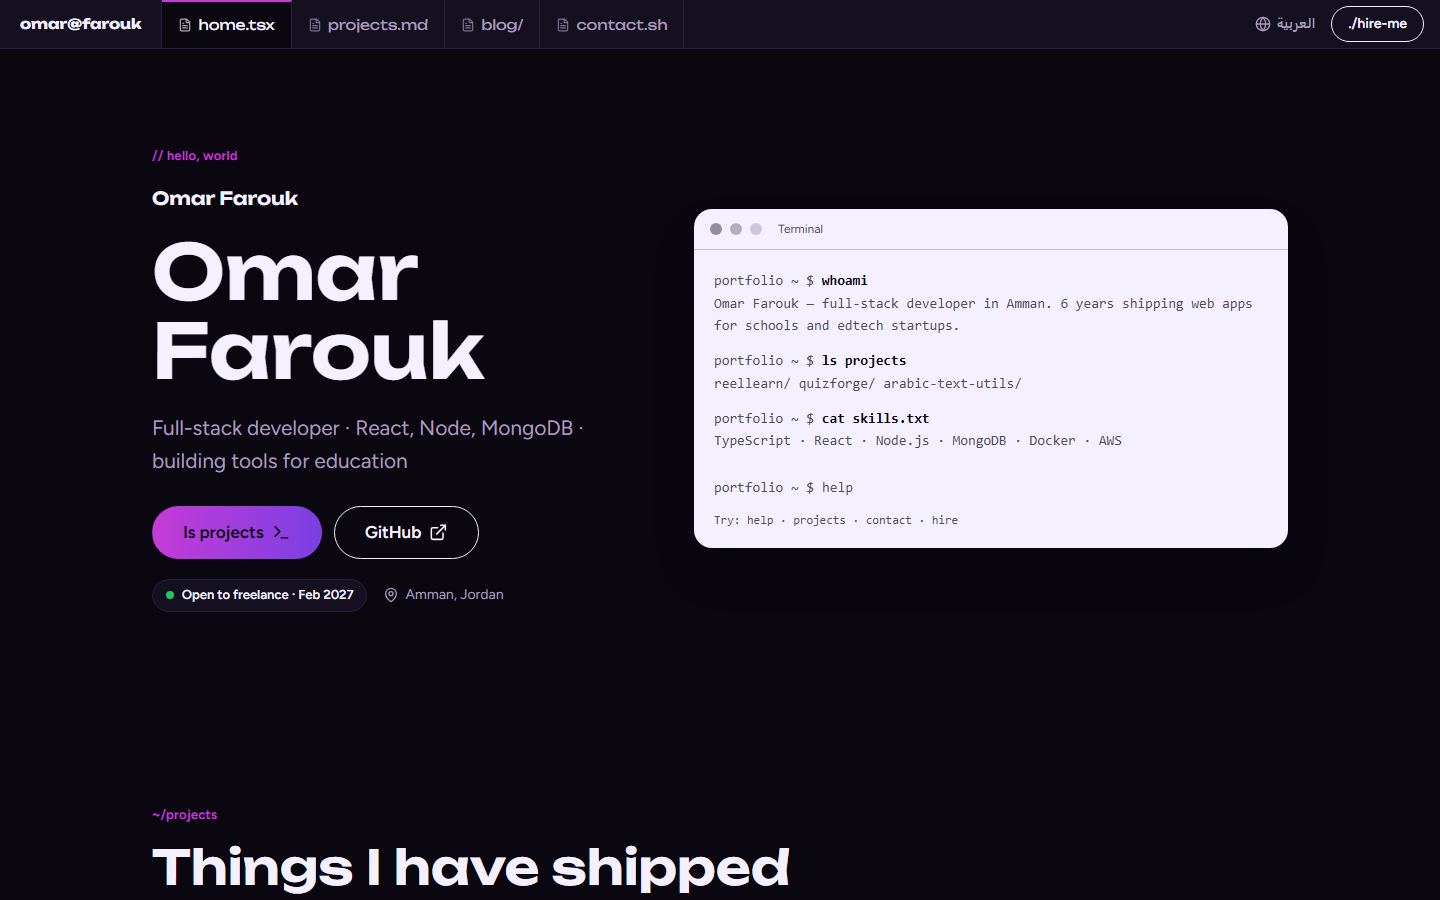 omar@farouk
home.tsx
projects.md
blog/
contact.sh
العربية
./hire-me
// hello, world
Omar Farouk
Omar
Farouk
Full-stack developer · React, Node, MongoDB ·
building tools for education
ls projects
GitHub
Open to freelance · Feb 2027
Amman, Jordan
Terminal
portfolio ~ $ whoami
Omar Farouk — full-stack developer in Amman. 6 years shipping web apps
for schools and edtech startups.
portfolio ~ $ ls projects
reellearn/ quizforge/ arabic-text-utils/
portfolio ~ $ cat skills.txt
TypeScript · React · Node.js · MongoDB · Docker · AWS
portfolio ~ $ help
Try: help · projects · contact · hire
~/projects
Things I have shipped